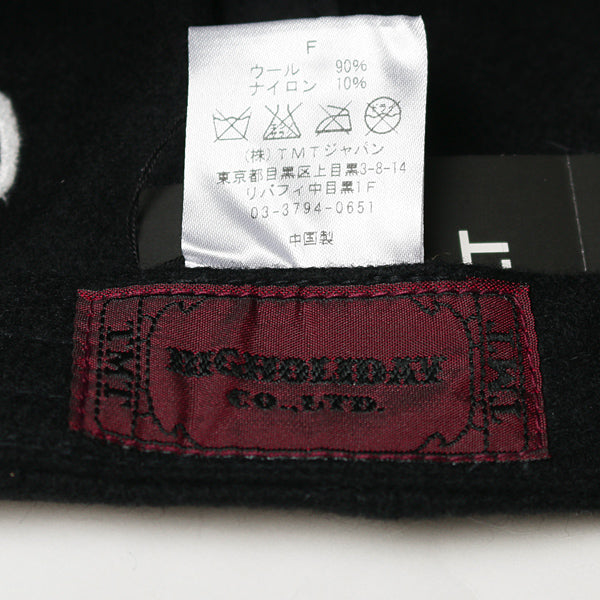 F
ウール 90%
ナイロン 10%
(株)TMTジャパン
東京都目黒区上目黒3-8-14
リバフィ中目黒1F
03-3794-0651
中国製
TMT
BIGHOLIDAY
CO.,LTD.
TMT